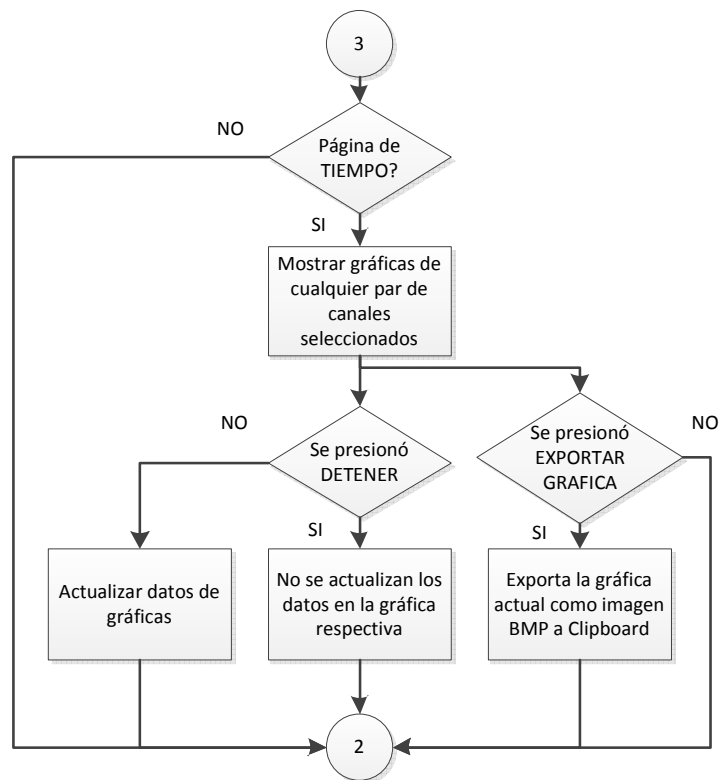 3
NO
Página de
TIEMPO?
SI
Mostrar gráficas de
cualquier par de
canales
seleccionados
NO
Se presionó
DETENER
Se presionó
EXPORTAR
GRAFICA
NO
SI
SI
Actualizar datos de
gráficas
No se actualizan los
datos en la gráfica
respectiva
Exporta la gráfica
actual como imagen
BMP a Clipboard
2